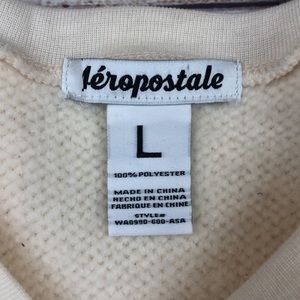 Aéropostale
L
100% POLYESTER
MADE IN CHINA
HECHO EN CHINA
FABRIQUE EN CHINE
STYLE#
WA0990-600-ASA